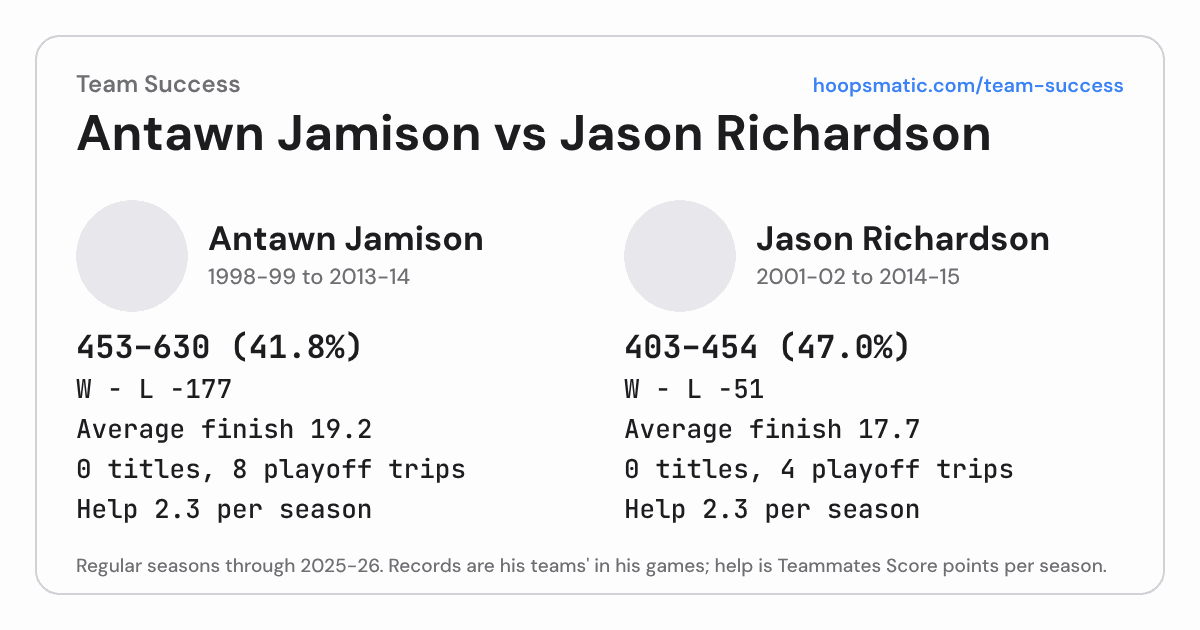 Team Success
hoopsmatic.com/team-success
Antawn Jamison vs Jason Richardson
Antawn Jamison
1998-99 to 2013-14
453-630 (41.8%)
W - L -177
Average finish 19.2
0 titles, 8 playoff trips
Help 2.3 per season
Jason Richardson
2001-02 to 2014-15
403-454 (47.0%)
W - L -51
Average finish 17.7
0 titles, 4 playoff trips
Help 2.3 per season
Regular seasons through 2025-26. Records are his teams' in his games; help is Teammates Score points per season.